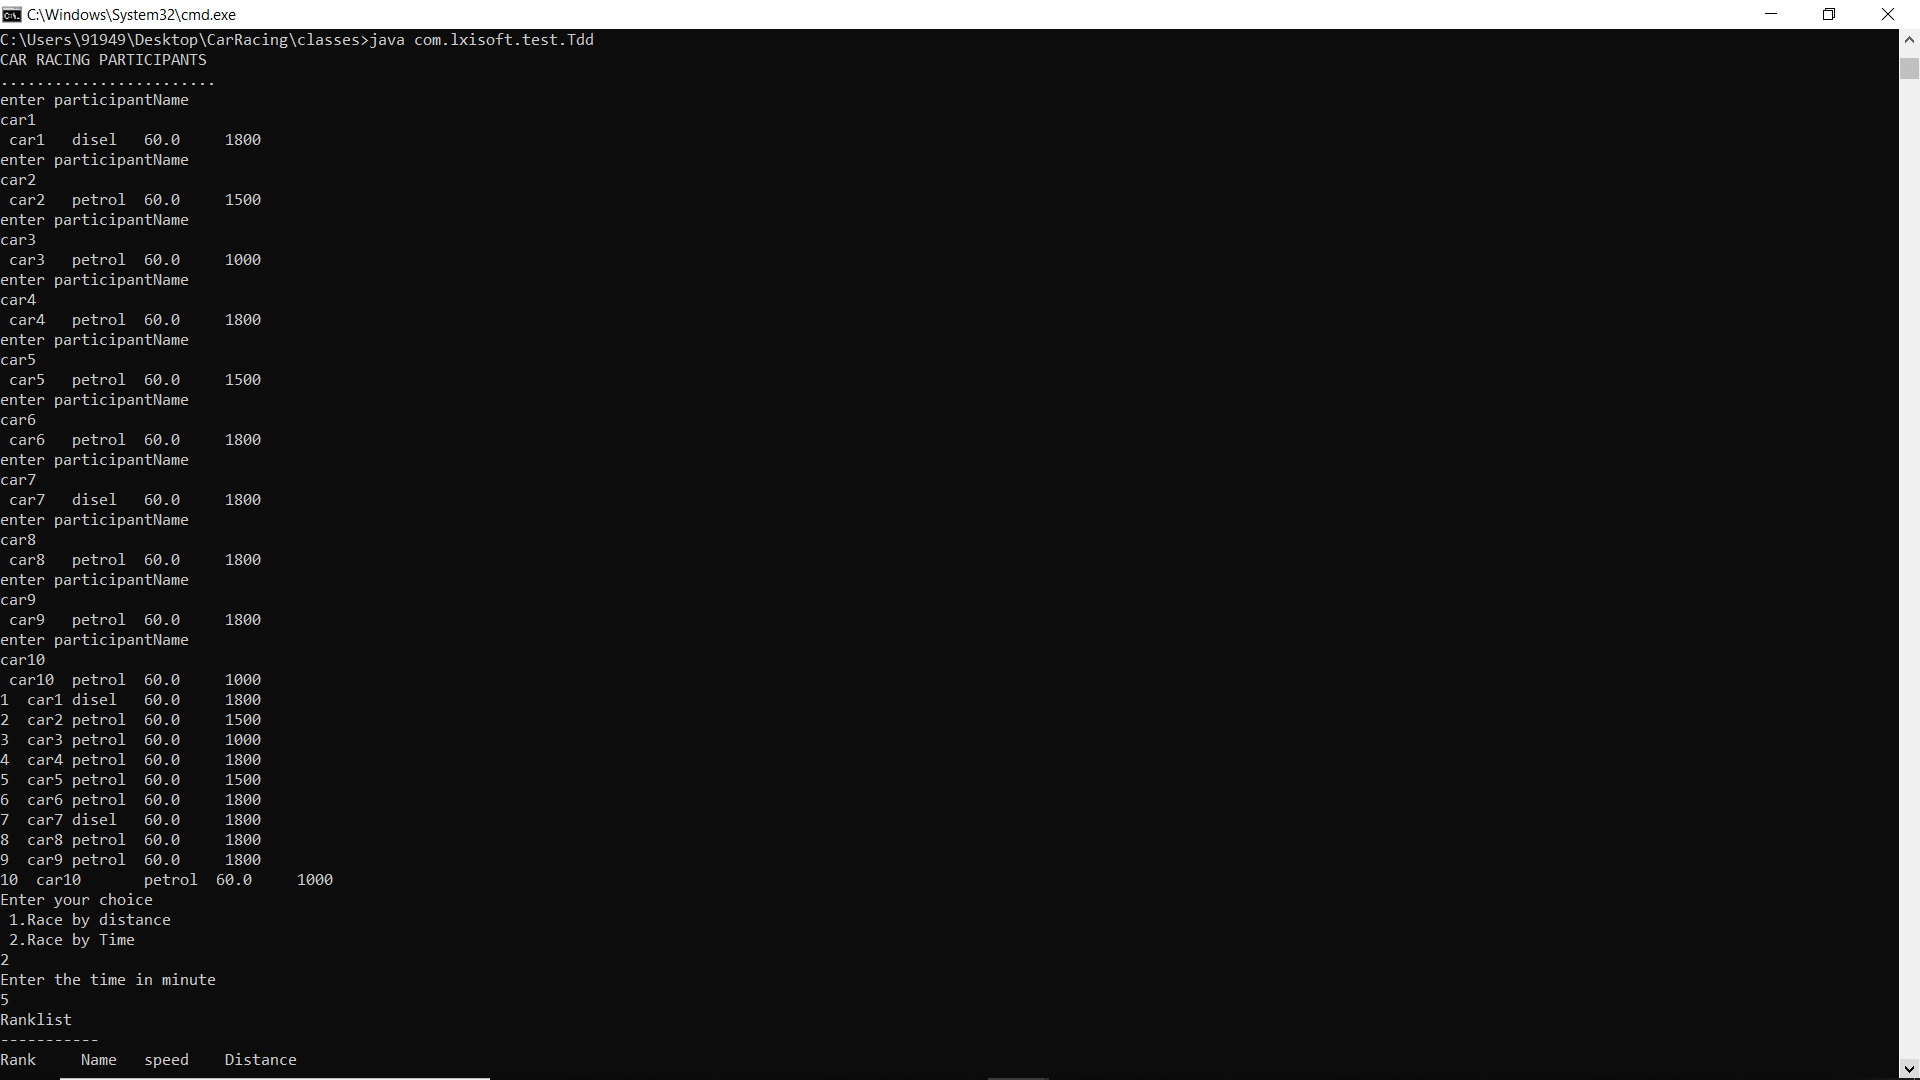 C:\Windows\System32\cmd.exe
C:\Users\91949\Desktop\CarRacing\classes>java com.lxisoft.test.Tdd
CAR RACING PARTICIPANTS
........................
enter participantName
car1
 car1   disel   60.0     1800
enter participantName
car2
 car2   petrol  60.0     1500
enter participantName
car3
 car3   petrol  60.0     1000
enter participantName
car4
 car4   petrol  60.0     1800
enter participantName
car5
 car5   petrol  60.0     1500
enter participantName
car6
 car6   petrol  60.0     1800
enter participantName
car7
 car7   disel   60.0     1800
enter participantName
car8
 car8   petrol  60.0     1800
enter participantName
car9
 car9   petrol  60.0     1800
enter participantName
car10
 car10  petrol  60.0     1000
1  car1 disel   60.0     1800
2  car2 petrol  60.0     1500
3  car3 petrol  60.0     1000
4  car4 petrol  60.0     1800
5  car5 petrol  60.0     1500
6  car6 petrol  60.0     1800
7  car7 disel   60.0     1800
8  car8 petrol  60.0     1800
9  car9 petrol  60.0     1800
10  car10       petrol  60.0     1000
Enter your choice
 1.Race by distance
 2.Race by Time
2
Enter the time in minute
5
Ranklist
-----------
Rank     Name   speed    Distance